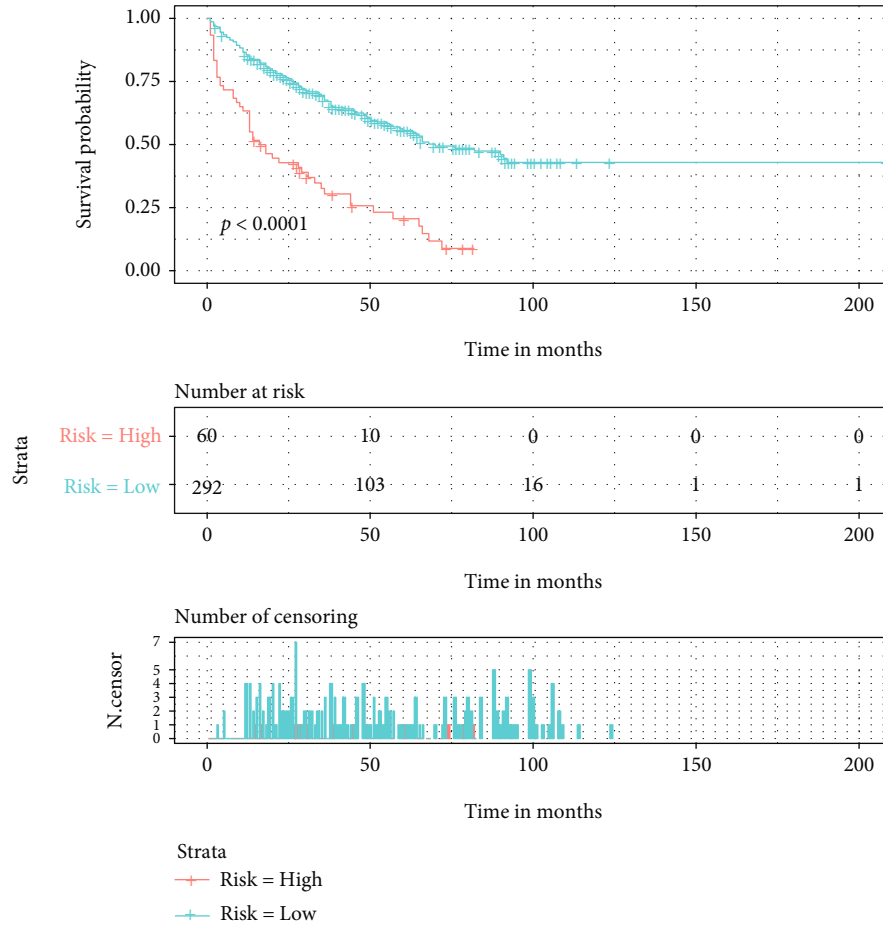 1.00
0.75
0.50
0.25
0.00
Survival probability
p < 0.0001
0 50 100 150 200
Time in months
Number at risk
Strata
Risk = High 60 10 0 0 0
Risk = Low 292 103 16 1 1
0 50 100 150 200
Time in months
Number of censoring
N.censor
7
5
4
3
2
1
0
0 50 100 150 200
Time in months
Strata
Risk = High
Risk = Low